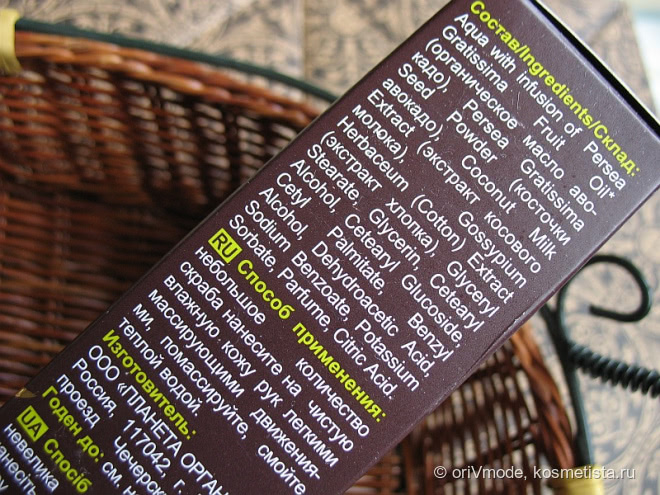 Состав/Ingredients/Склад:
Aqua with infusion of Persea
Gratissima Fruit Oil*
(органическое масло аво-
кадо), Persea Gratissima
Seed Powder (косточки
авокадо), Coconut Milk
Extract (экстракт кокосового
молока), Gossypium
Herbaceum (Cotton) Extract
(экстракт хлопка), Glyceryl
Stearate, Glycerin, Cetearyl
Alcohol, Cetearyl Glucoside,
Cetyl Palmitate, Benzyl
Alcohol, Dehydroacetic Acid,
Sodium Benzoate, Potassium
Sorbate, Parfume, Citric Acid.
RU Способ применения:
небольшое количество
скраба нанесите на чистую
влажную кожу рук легкими
массирующими движения-
ми, помассируйте, смойте
теплой водой.
Изготовитель:
ООО «ПЛАНЕТА ОРГАН
Россия, 117042, г.
проезд Чечерс
Годен до: см. н
UA Спосіб
невелика
© oriVmode, kosmetista.ru